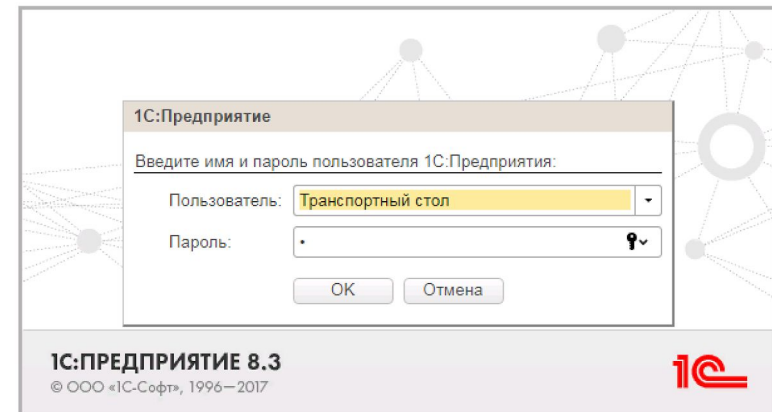 1С:Предприятие
Введите имя и пароль пользователя 1С:Предприятия:
Пользователь: Транспортный стол
Пароль: •
OK Отмена
1С:ПРЕДПРИЯТИЕ 8.3
© ООО «1С-Софт», 1996—2017
1С